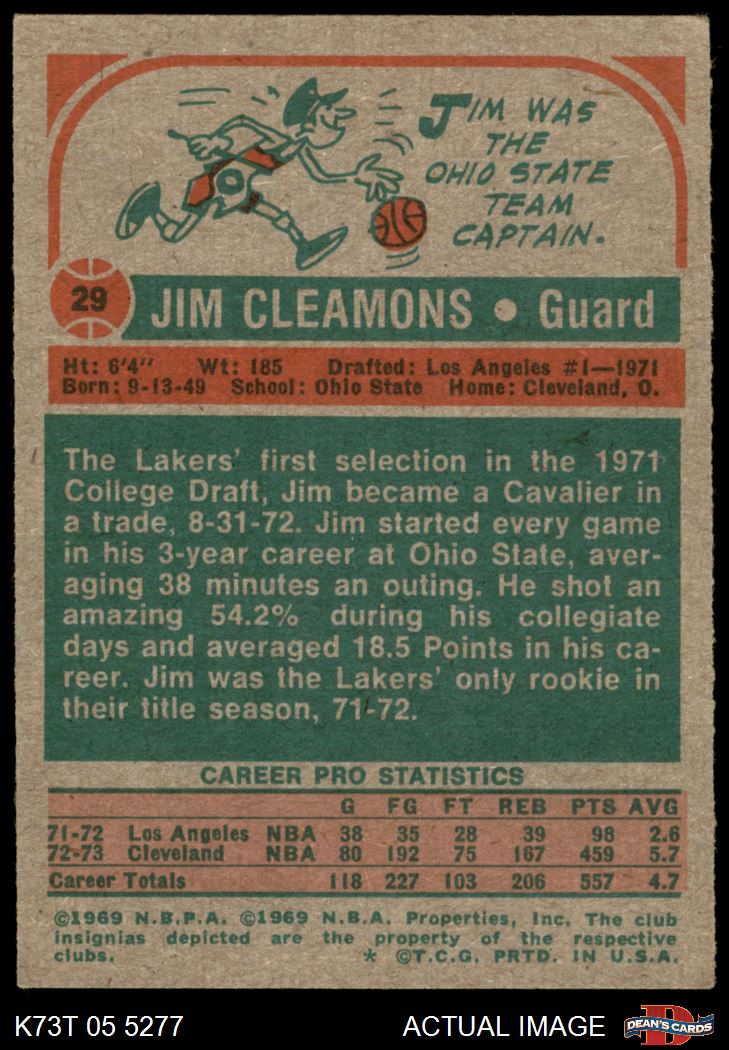 JIM WAS
THE
OHIO STATE
TEAM
CAPTAIN.
O
29
JIM CLEAMONS • Guard
Ht: 6'4" Wt: 185 Drafted: Los Angeles #1—1971
Born: 9-13-49 School: Ohio State Home: Cleveland, O.
The Lakers' first selection in the 1971
College Draft, Jim became a Cavalier in
a trade, 8-31-72. Jim started every game
in his 3-year career at Ohio State, aver-
aging 38 minutes an outing. He shot an
amazing 54.2% during his collegiate
days and averaged 18.5 Points in his ca-
reer. Jim was the Lakers' only rookie in
their title season, 71-72.
CAREER PRO STATISTICS
G FG FT REB PTS AVG
71-72 Los Angeles NBA 38 35 28 39 98 2.6
72-73 Cleveland NBA 80 192 75 167 459 5.7
Career Totals 118 227 103 206 557 4.7
©1969 N.B.P.A. ©1969 N.B.A. Properties, Inc. The club
insignias depicted are the property of the respective
clubs. * ©T.C.G. PRTD. IN U.S.A.
K73T 05 5277 ACTUAL IMAGE
D
DEAN'S CARDS